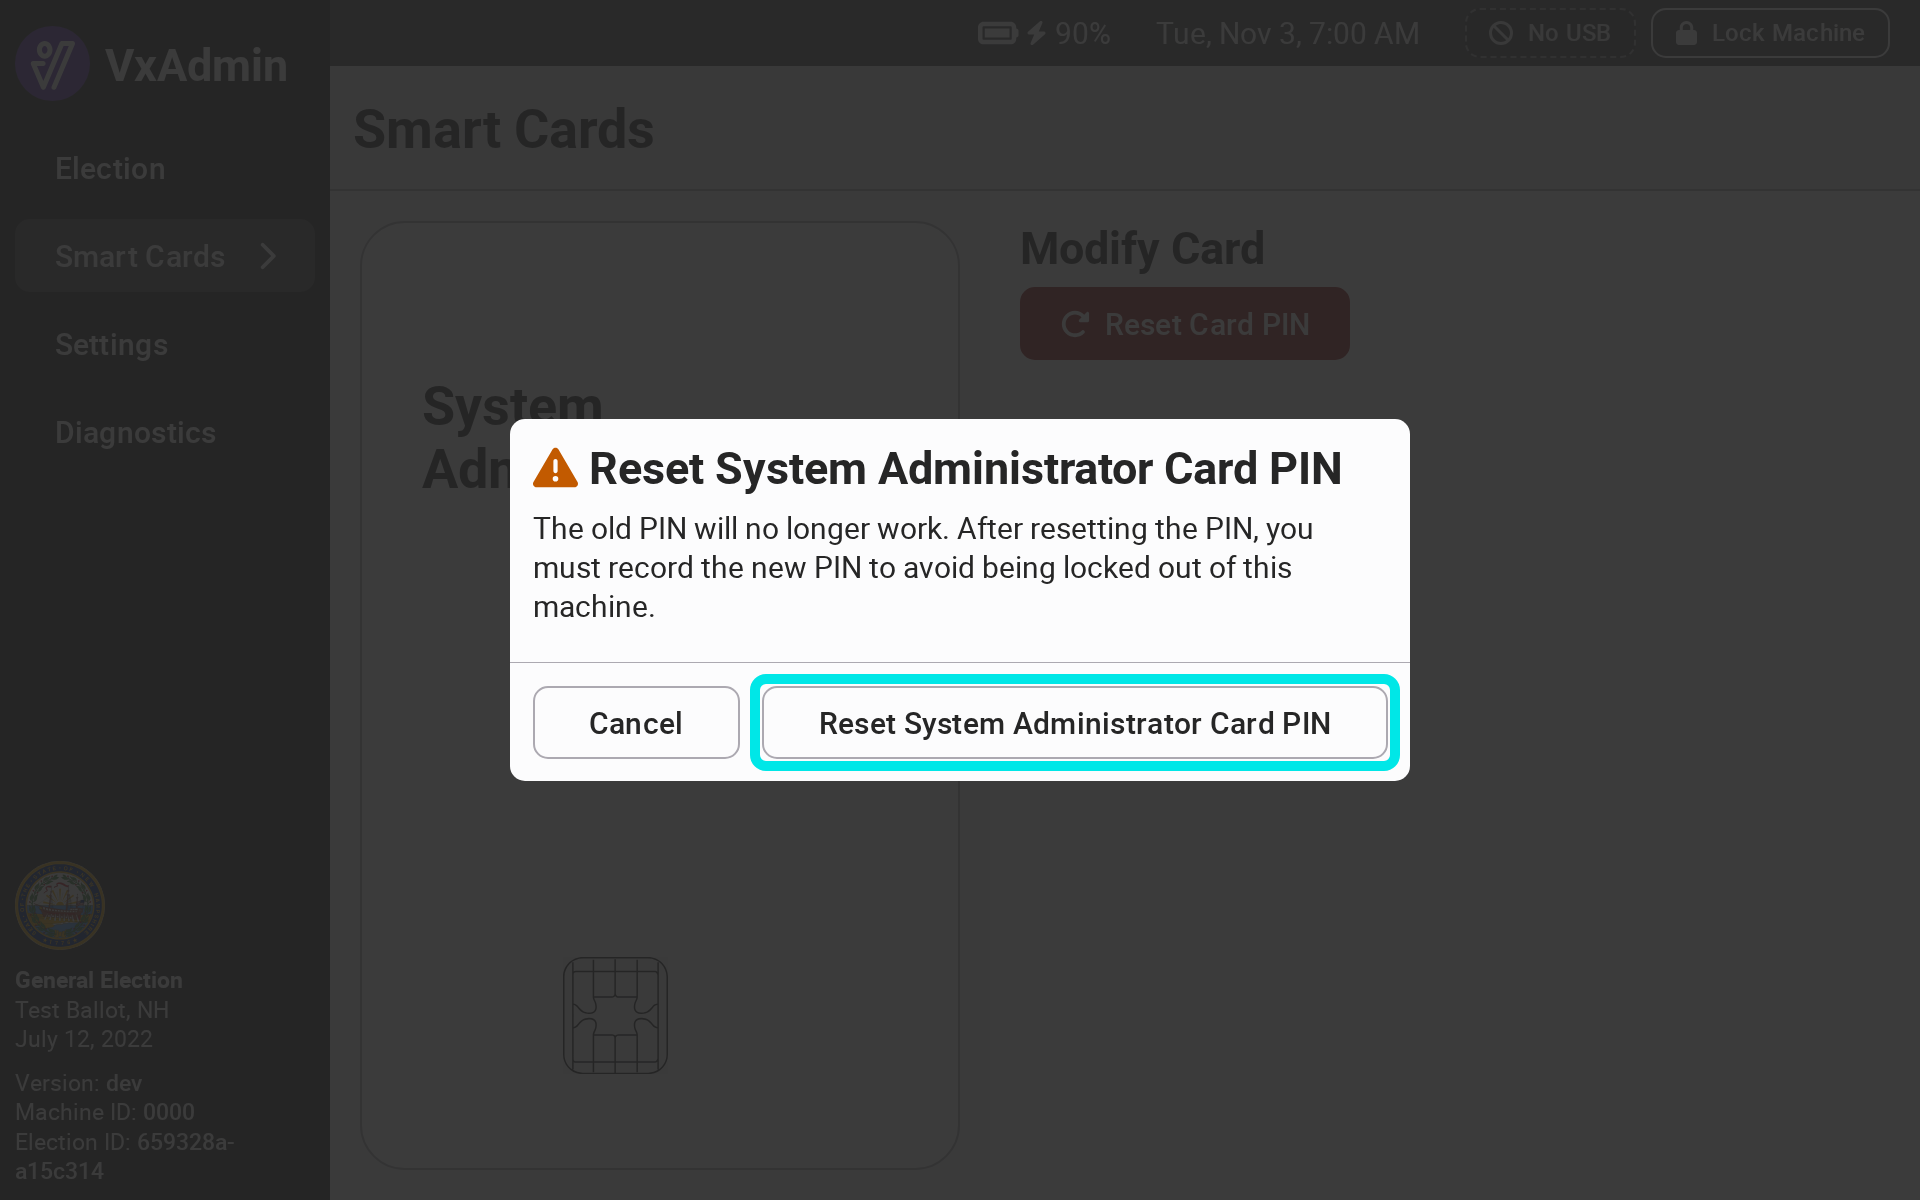 VxAdmin
90%
Tue, Nov 3, 7:00 AM
No USB
Lock Machine
Election
Smart Cards
Settings
Diagnostics
Smart Cards
Modify Card
Reset Card PIN
System
Adm
Reset System Administrator Card PIN
The old PIN will no longer work. After resetting the PIN, you
must record the new PIN to avoid being locked out of this
machine.
Cancel
Reset System Administrator Card PIN
General Election
Test Ballot, NH
July 12, 2022
Version: dev
Machine ID: 0000
Election ID: 659328a-
a15c314